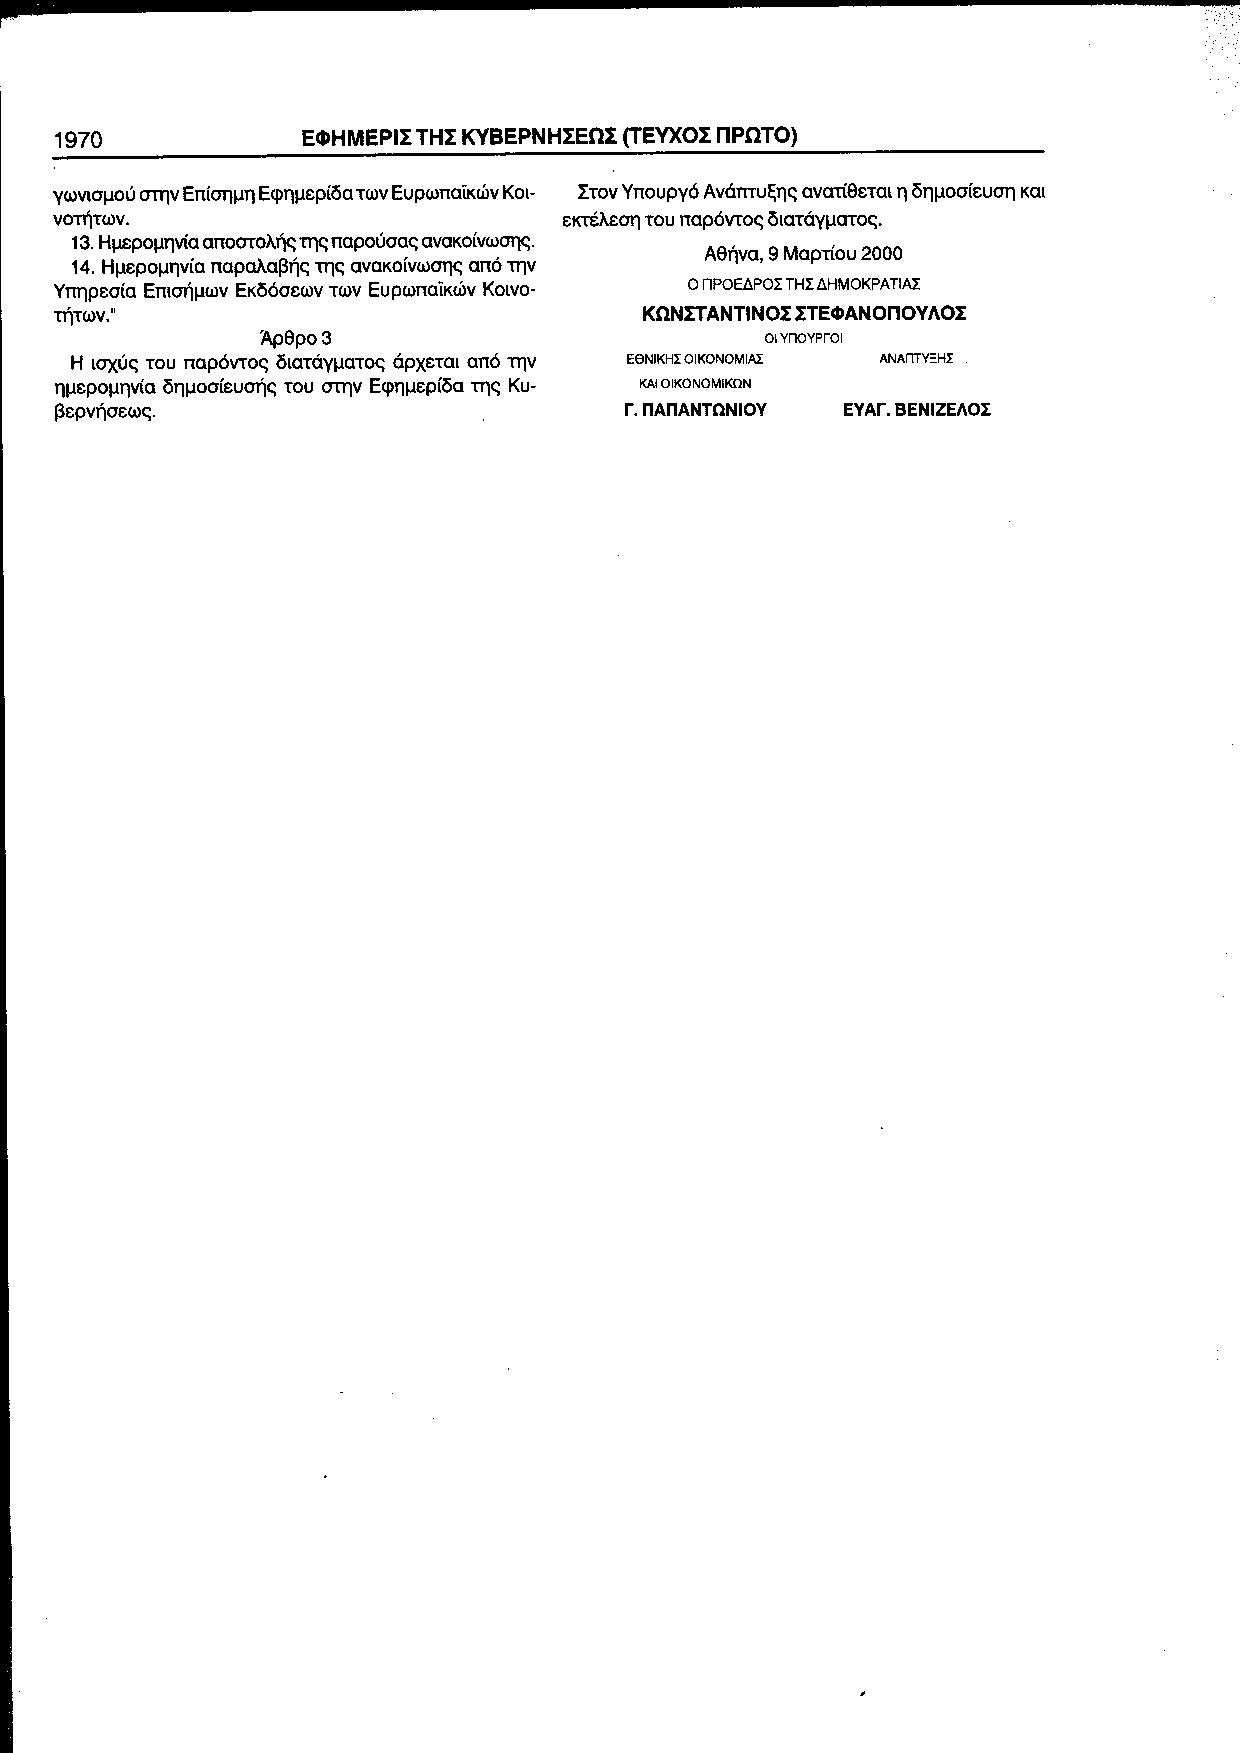 1970 ΕΦΗΜΕΡΙΣ ΤΗΣ ΚΥΒΕΡΝΗΣΕΩΣ (ΤΕΥΧΟΣ ΠΡΩΤΟ)
γωνισμού στην Επίσημη Εφημερίδα των Ευρωπαϊκών Κοι-
νοτήτων.
13. Ημερομηνία αποστολής της παρούσας ανακοίνωσης.
14. Ημερομηνία παραλαβής της ανακοίνωσης από την
Υπηρεσία Επισήμων Εκδόσεων των Ευρωπαϊκών Κοινο-
τήτων."
Άρθρο 3
Η ισχύς του παρόντος διατάγματος άρχεται από την
ημερομηνία δημοσίευσής του στην Εφημερίδα της Κυ-
βερνήσεως.
Στον Υπουργό Ανάπτυξης ανατίθεται η δημοσίευση και
εκτέλεση του παρόντος διατάγματος.
Αθήνα, 9 Μαρτίου 2000
Ο ΠΡΟΕΔΡΟΣ ΤΗΣ ΔΗΜΟΚΡΑΤΙΑΣ
ΚΩΝΣΤΑΝΤΙΝΟΣ ΣΤΕΦΑΝΟΠΟΥΛΟΣ
ΟΙ ΥΠΟΥΡΓΟΙ
ΕΘΝΙΚΗΣ ΟΙΚΟΝΟΜΙΑΣ ΑΝΑΠΤΥΞΗΣ
ΚΑΙ ΟΙΚΟΝΟΜΙΚΩΝ
Γ. ΠΑΠΑΝΤΩΝΙΟΥ ΕΥΑΓ. ΒΕΝΙΖΕΛΟΣ